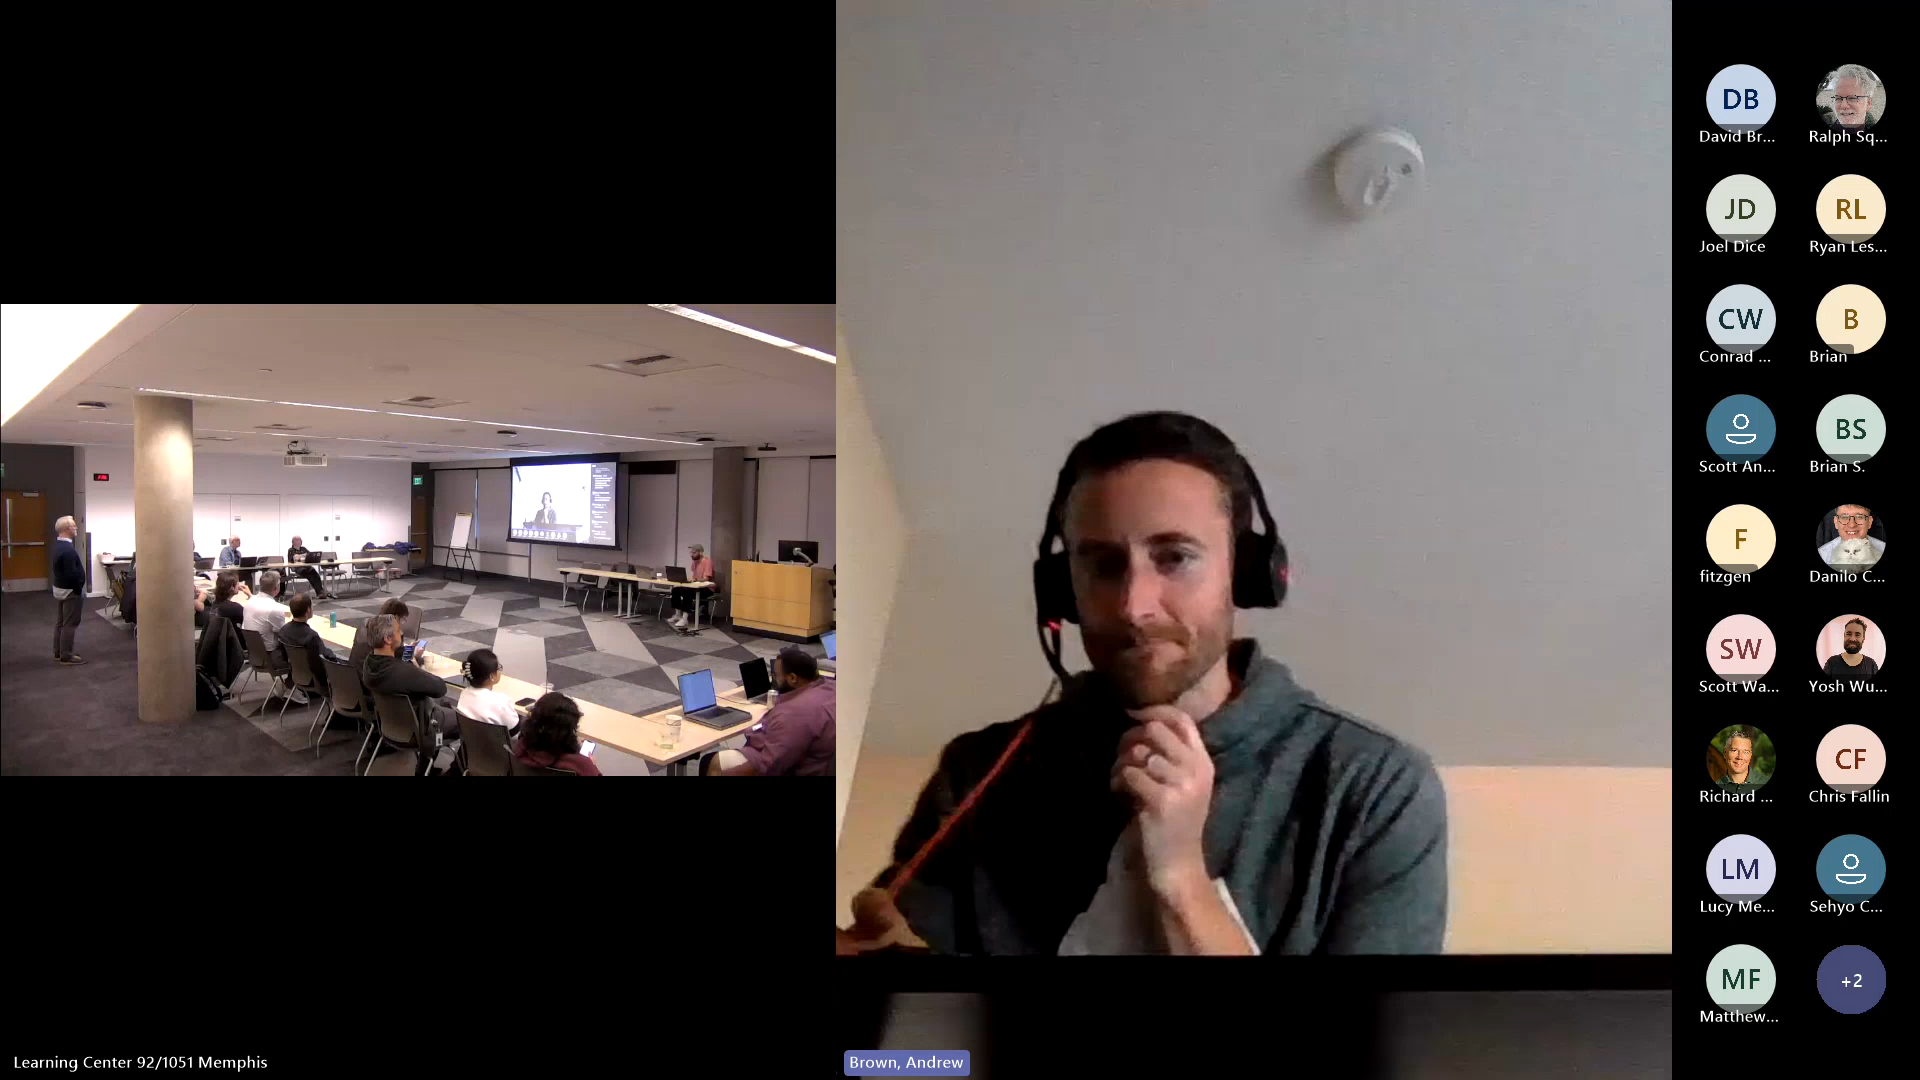 DB
David Br...
Ralph Sq...
JD
Joel Dice
RL
Ryan Les...
CW
Conrad ...
B
Brian
Scott An...
BS
Brian S.
F
fitzgen
Danilo C...
SW
Scott Wa...
Yosh Wu...
Richard ...
CF
Chris Fallin
LM
Lucy Me...
Sehyo C...
MF
Matthew...
+2
Learning Center 92/1051 Memphis
Brown, Andrew